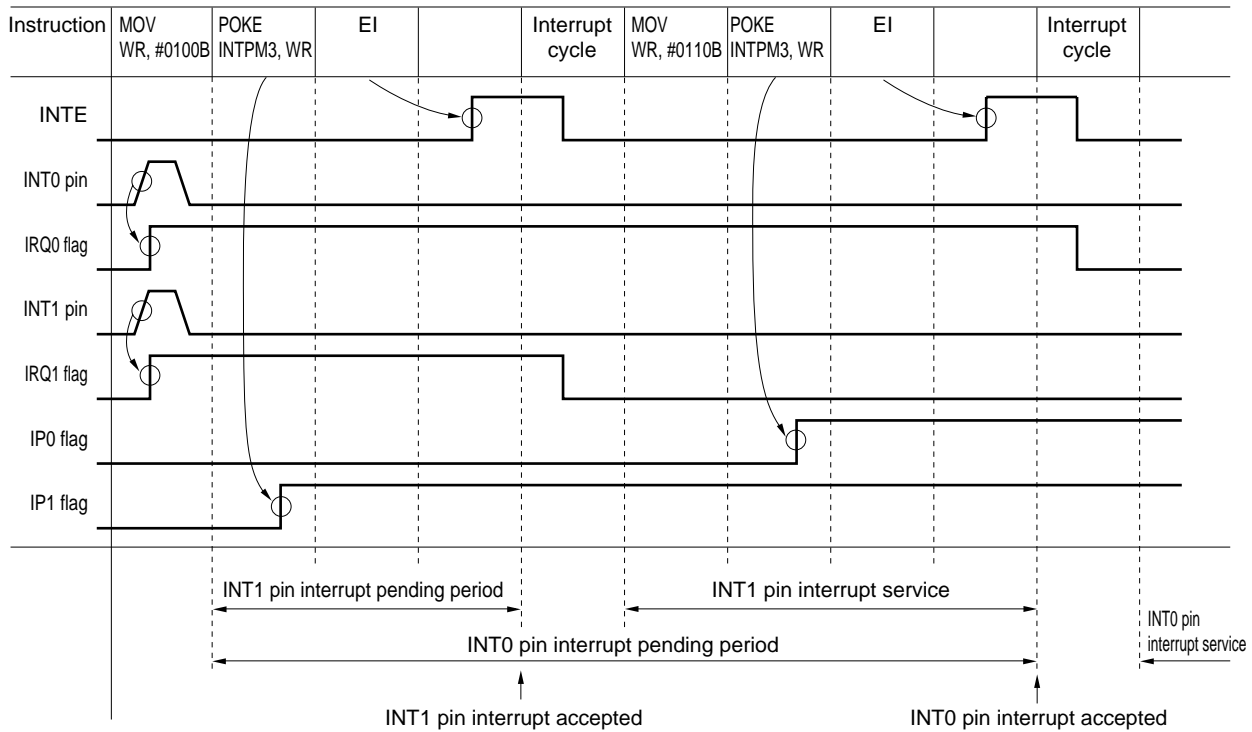 Instruction
MOV
WR, #0100B
POKE
INTPM3, WR
EI
Interrupt
cycle
MOV
WR, #0110B
POKE
INTPM3, WR
EI
Interrupt
cycle
INTE
INT0 pin
IRQ0 flag
INT1 pin
IRQ1 flag
IP0 flag
IP1 flag
INT1 pin interrupt pending period
INT1 pin interrupt service
INT0 pin interrupt pending period
INT0 pin
interrupt service
INT1 pin interrupt accepted
INT0 pin interrupt accepted